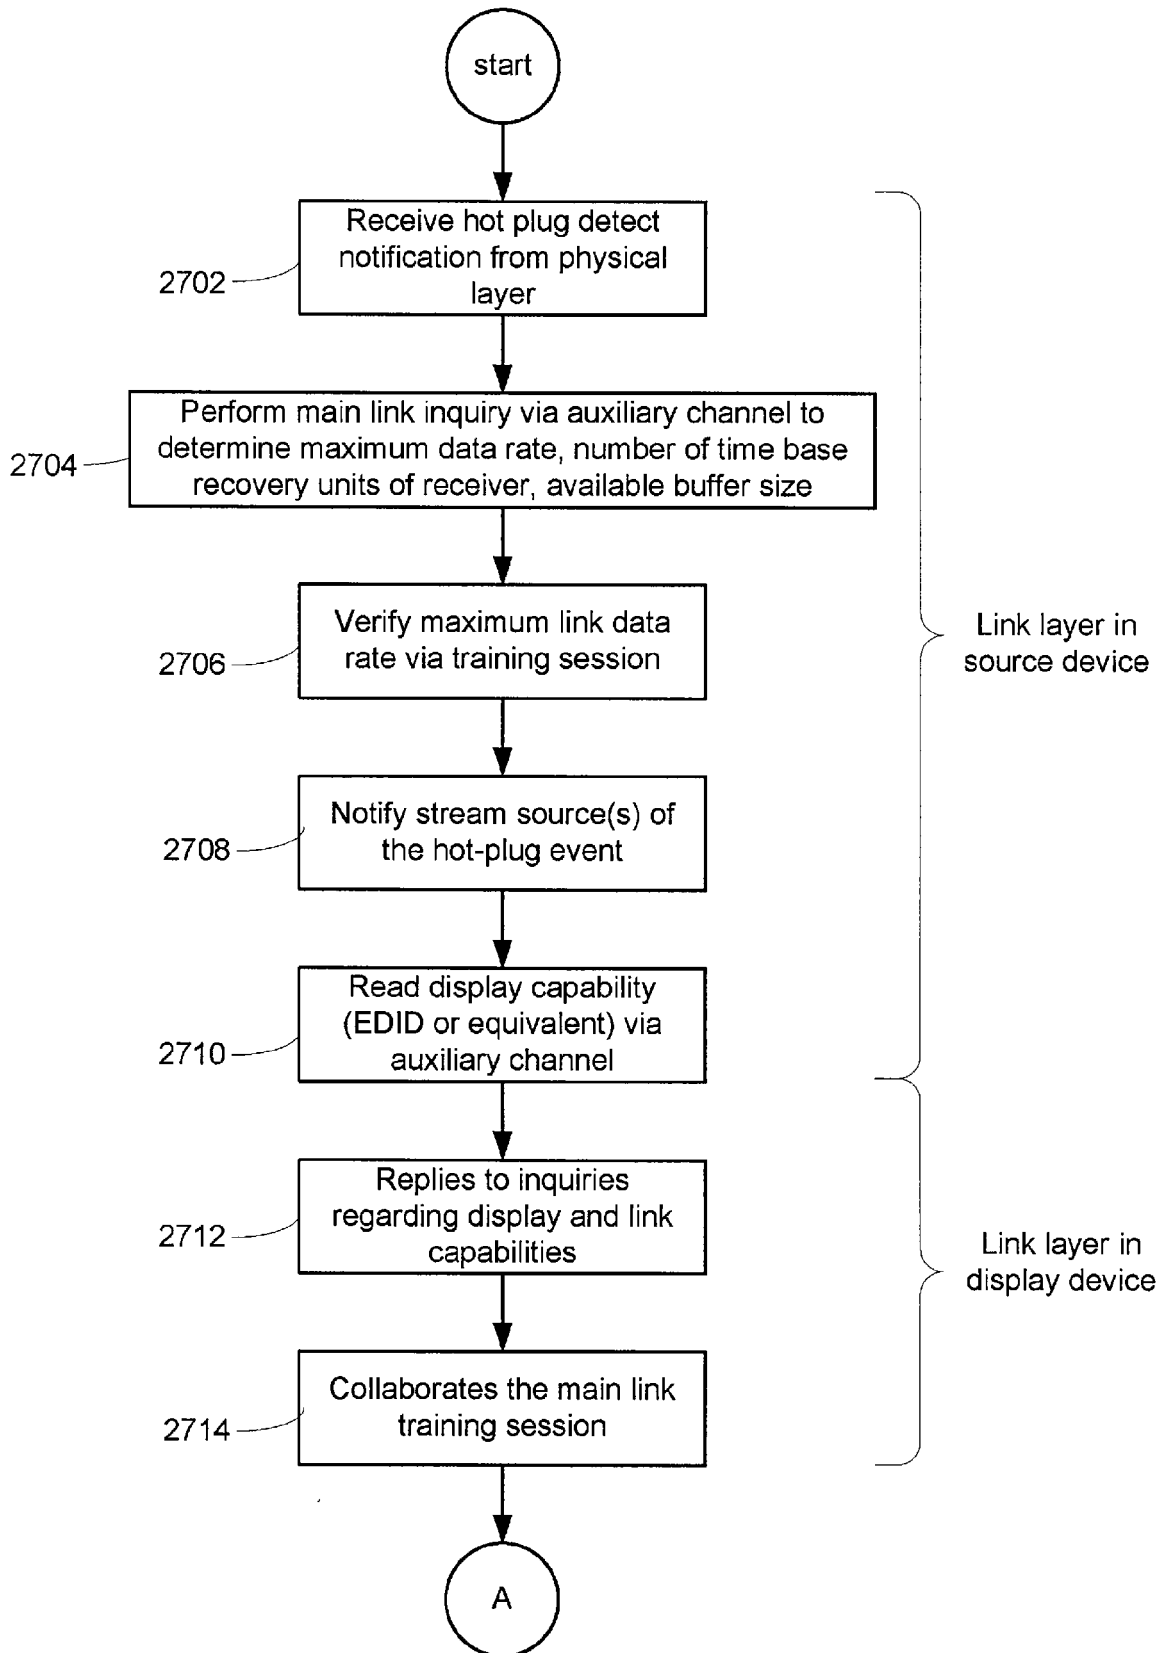 start
Receive hot plug detect
notification from physical
layer
2702
Perform main link inquiry via auxiliary channel to
determine maximum data rate, number of time base
recovery units of receiver, available buffer size
2704
Verify maximum link data
rate via training session
2706
Link layer in
source device
Notify stream source(s) of
the hot-plug event
2708
Read display capability
(EDID or equivalent) via
auxiliary channel
2710
Replies to inquiries
regarding display and link
capabilities
2712
Link layer in
display device
Collaborates the main link
training session
2714
A